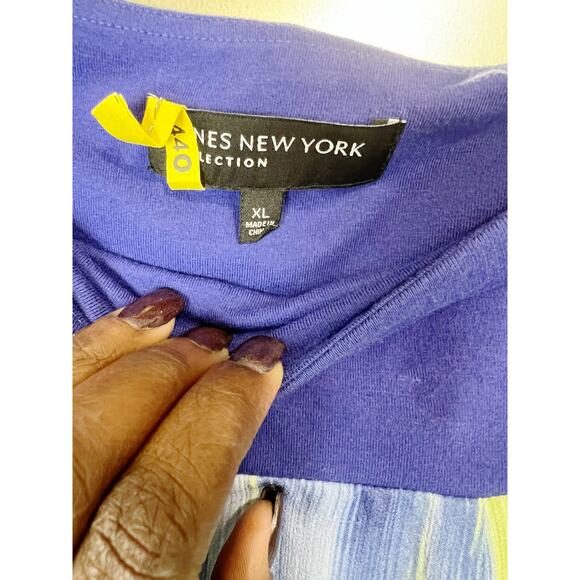 NES NEW YORK
LECTION
440
XL
MADE IN